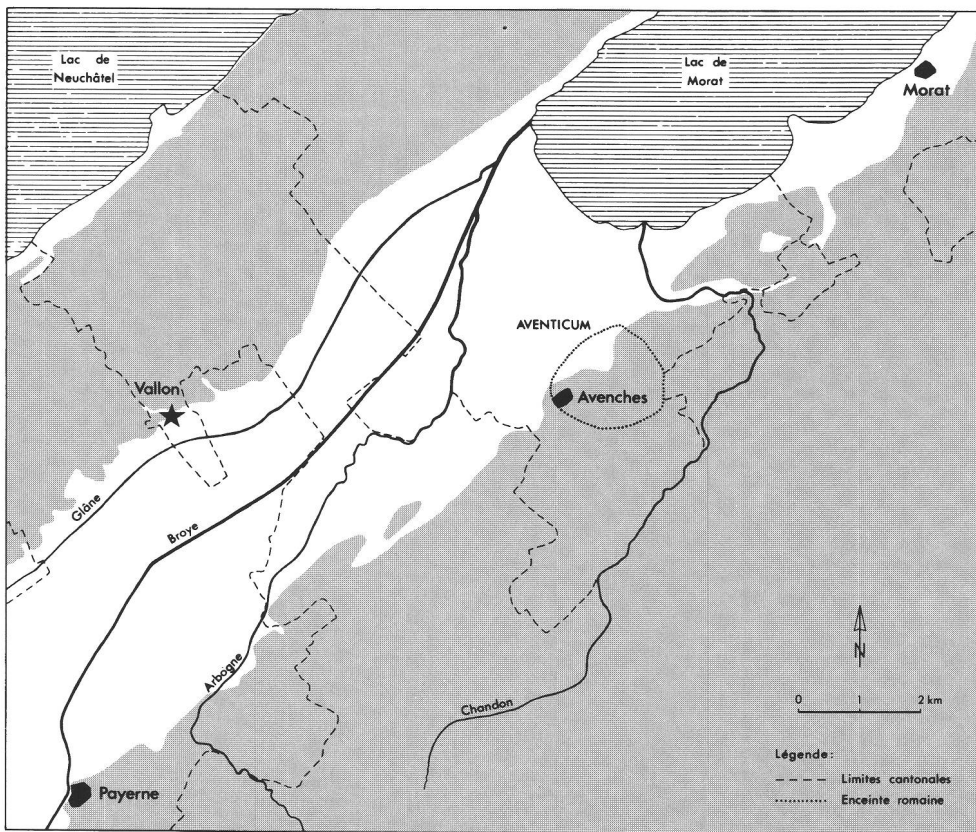 Lac de
Neuchâtel
Lac de
Morat
Morat
AVENTICUM
Vallon
Avenches
Glâne
Broye
Arbogne
Chandon
N
0 1 2 km
Payerne
Légende:
Limites cantonales
Enceinte romaine